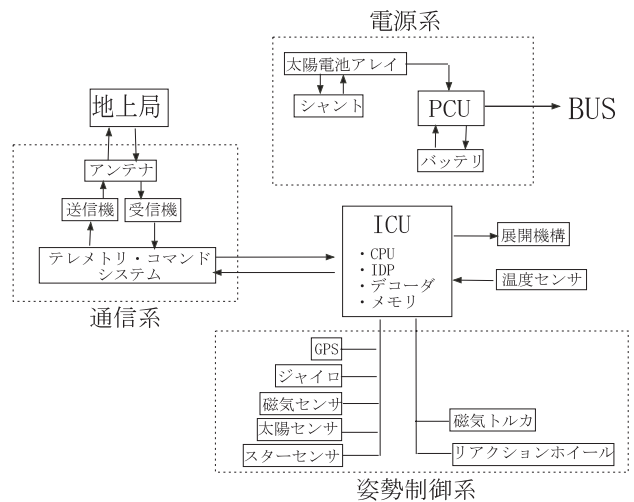 電源系
太陽電池アレイ
シャント
PCU
BUS
バッテリ
地上局
アンテナ
送信機
受信機
テレメトリ・コマンド
システム
通信系
ICU
・CPU
・IDP
・デコーダ
・メモリ
展開機構
温度センサ
GPS
ジャイロ
磁気センサ
太陽センサ
スターセンサ
磁気トルカ
リアクションホイール
姿勢制御系